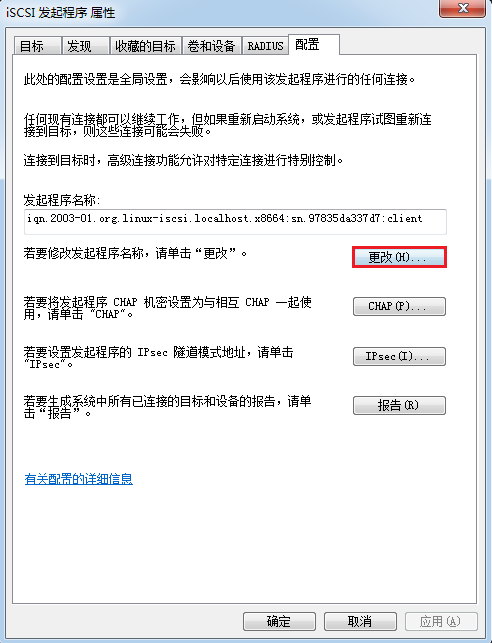 iSCSI 发起程序 属性
目标 发现 收藏的目标 卷和设备 RADIUS 配置
此处的配置设置是全局设置，会影响以后使用该发起程序进行的任何连接。
任何现有连接都可以继续工作，但如果重新启动系统，或发起程序试图重新连
接到目标，则这些连接可能会失败。
连接到目标时，高级连接功能允许对特定连接进行特别控制。
发起程序名称:
iqn.2003-01.org.linux-iscsi.localhost.x8664:sn.97835da337d7:client
若要修改发起程序名称，请单击“更改”。
更改(H)...
若要将发起程序 CHAP 机密设置为与相互 CHAP 一起使
用，请单击 "CHAP"。
CHAP(P)...
若要设置发起程序的 IPsec 隧道模式地址，请单击
"IPsec"。
IPsec(I)...
若要生成系统中所有已连接的目标和设备的报告，请单
击“报告”。
报告(R)
有关配置的详细信息
确定 取消 应用(A)